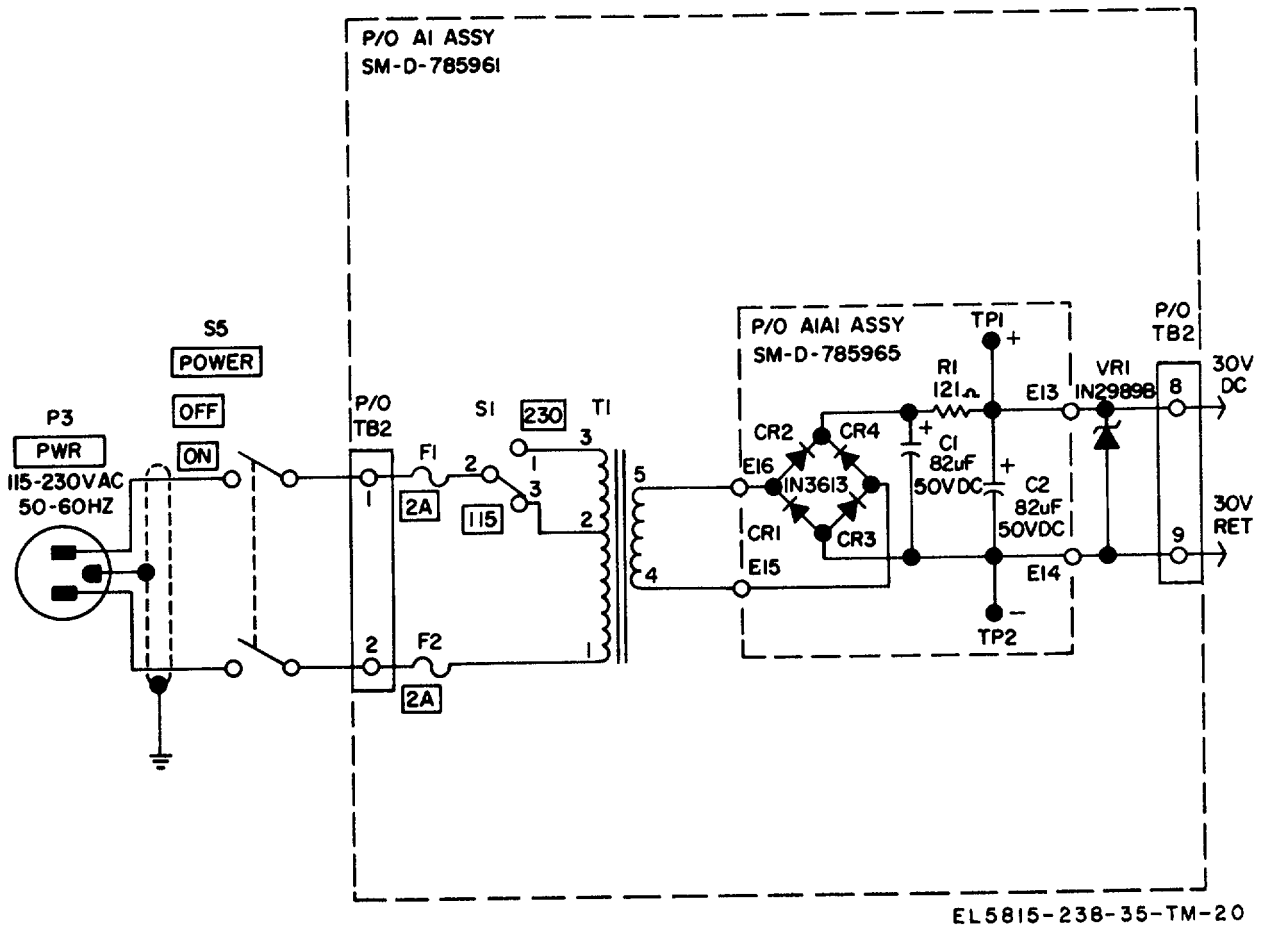 P/O A1 ASSY
SM-D-785961
S5
POWER
OFF
ON
P3
PWR
115-230VAC
50-60HZ
P/O
TB2
1
2
F1
2A
F2
2A
S1
230
115
2
1
3
T1
3
2
1
5
4
P/O A1A1 ASSY
SM-D-785965
E16
E15
CR2
CR4
1N3613
CR1
CR3
+
C1
82uF
50VDC
R1
121Ω
TP1
+
+
C2
82uF
50VDC
TP2
-
E13
E14
VR1
1N2989B
P/O
TB2
8
9
30V
DC
30V
RET
EL5815-238-35-TM-20